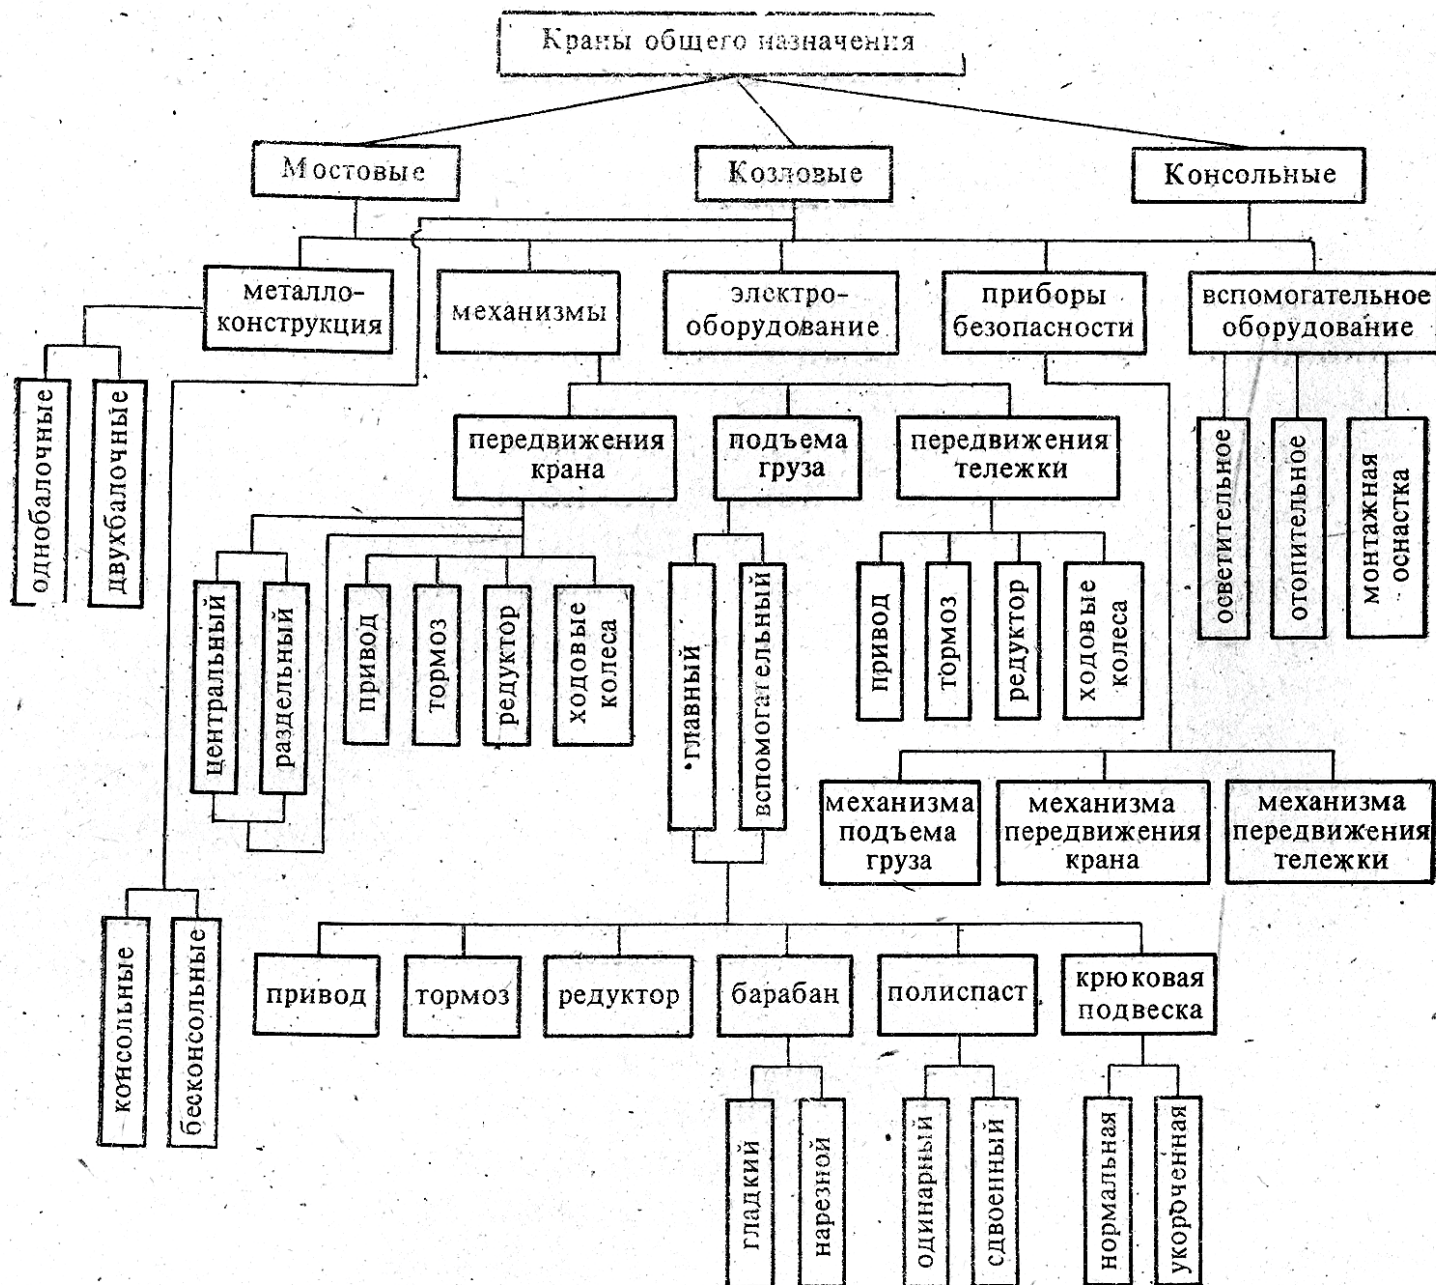 Краны общего назначения
Мостовые
Козловые
Консольные
металло-
конструкция
механизмы
электро-
оборудование
приборы
безопасности
вспомогательное
оборудование
однобалочные
двухбалочные
передвижения
крана
подъема
груза
передвижения
тележки
осветительное
отопительное
монтажная
оснастка
центральный
раздельный
привод
тормоз
редуктор
ходовые
колеса
главный
вспомогательный
привод
тормоз
редуктор
ходовые
колеса
механизма
подъема
груза
механизма
передвижения
крана
механизма
передвижения
тележки
консольные
бесконсольные
привод
тормоз
редуктор
барабан
полиспаст
крюковая
подвеска
гладкий
нарезной
одинарный
сдвоенный
нормальная
укороченная